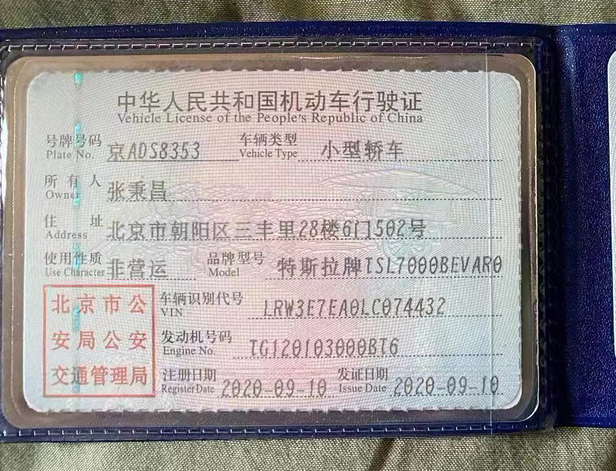 中华人民共和国机动车行驶证
Vehicle License of the People's Republic of China
号牌号码 Plate No. 京ADS8353 车辆类型 Vehicle Type 小型轿车
所有人 Owner 张秉昌
住址 Address 北京市朝阳区三丰里28楼6门1502号
使用性质 Use Character 非营运 品牌型号 Model 特斯拉牌TSL7000BEVAR0
北京市公安局公安交通管理局
车辆识别代号 VIN LRW3E7EA0LC074432
发动机号码 Engine No. TG120103000BT6
注册日期 Register Date 2020-09-10 发证日期 Issue Date 2020-09-10